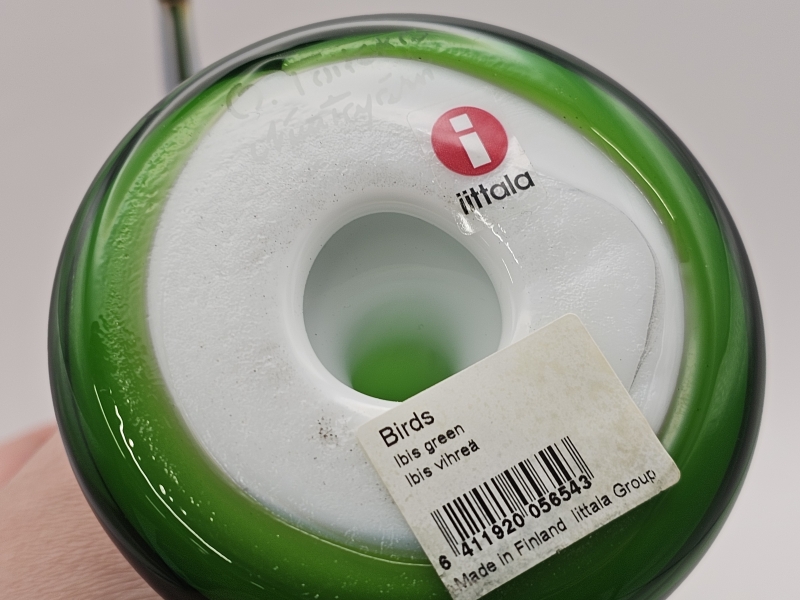 iittala
Birds
Ibis green
Ibis vihreä
6 411920 056543
Made in Finland Iittala Group